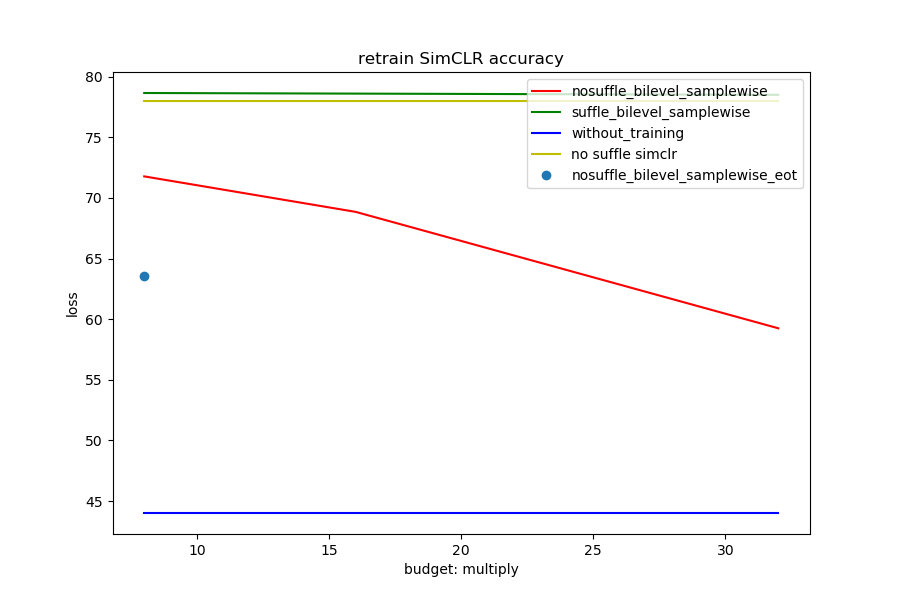 retrain SimCLR accuracy
80
75
70
65
60
55
50
45
loss
nosuffle_bilevel_samplewise
suffle_bilevel_samplewise
without_training
no suffle simclr
nosuffle_bilevel_samplewise_eot
10 15 20 25 30
budget: multiply